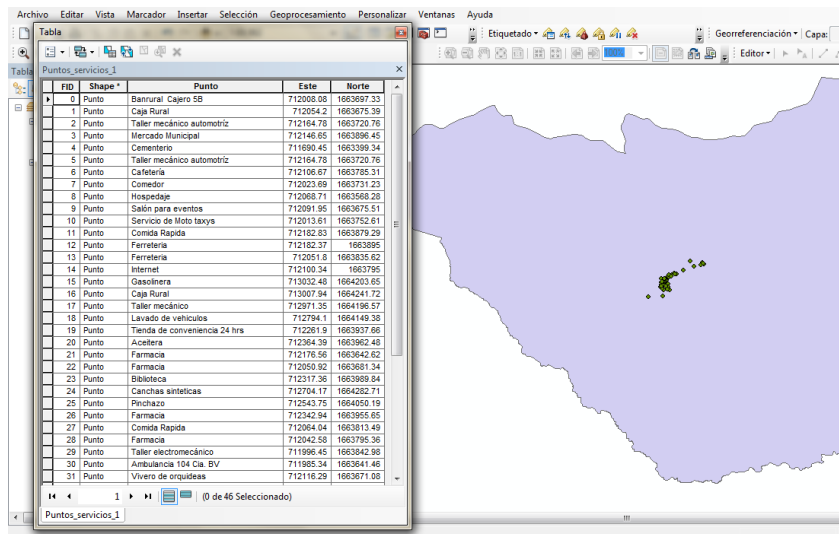 Archivo Editar Vista Marcador Insertar Selección Geoprocesamiento Personalizar Ventanas Ayuda
Tabla
Etiquetado
Georreferenciación Capa:
100%
Editor
Tabla
Puntos_servicios_1
FID Shape * Punto Este Norte
0 Punto Banrural Cajero 5B 712008.08 1663697.33
1 Punto Caja Rural 712054.2 1663675.39
2 Punto Taller mecánico automotríz 712164.78 1663720.76
3 Punto Mercado Municipal 712146.65 1663896.45
4 Punto Cementerio 711690.45 1663399.34
5 Punto Taller mecánico automotríz 712164.78 1663720.76
6 Punto Cafetería 712106.67 1663785.31
7 Punto Comedor 712023.69 1663731.23
8 Punto Hospedaje 712068.71 1663568.28
9 Punto Salón para eventos 712091.95 1663675.51
10 Punto Servicio de Moto taxys 712013.61 1663752.61
11 Punto Comida Rapida 712182.83 1663879.29
12 Punto Ferreteria 712182.37 1663895
13 Punto Ferreteria 712051.8 1663835.62
14 Punto Internet 712100.34 1663795
15 Punto Gasolinera 713032.48 1664203.65
16 Punto Caja Rural 713007.94 1664241.72
17 Punto Taller mecánico 712971.35 1664196.57
18 Punto Lavado de vehiculos 712794.1 1664149.38
19 Punto Tienda de conveniencia 24 hrs 712261.9 1663937.66
20 Punto Aceitera 712364.39 1663962.48
21 Punto Farmacia 712176.56 1663642.62
22 Punto Farmacia 712050.92 1663681.34
23 Punto Biblioteca 712317.36 1663989.84
24 Punto Canchas sinteticas 712704.17 1664282.71
25 Punto Pinchazo 712543.75 1664050.19
26 Punto Farmacia 712342.94 1663955.65
27 Punto Comida Rapida 712064.04 1663813.49
28 Punto Farmacia 712042.58 1663795.36
29 Punto Taller electromecánico 711996.45 1663842.98
30 Punto Ambulancia 104 Cia. BV 711985.34 1663641.46
31 Punto Vivero de orquideas 712116.29 1663671.08
1 (0 de 46 Seleccionado)
Puntos_servicios_1